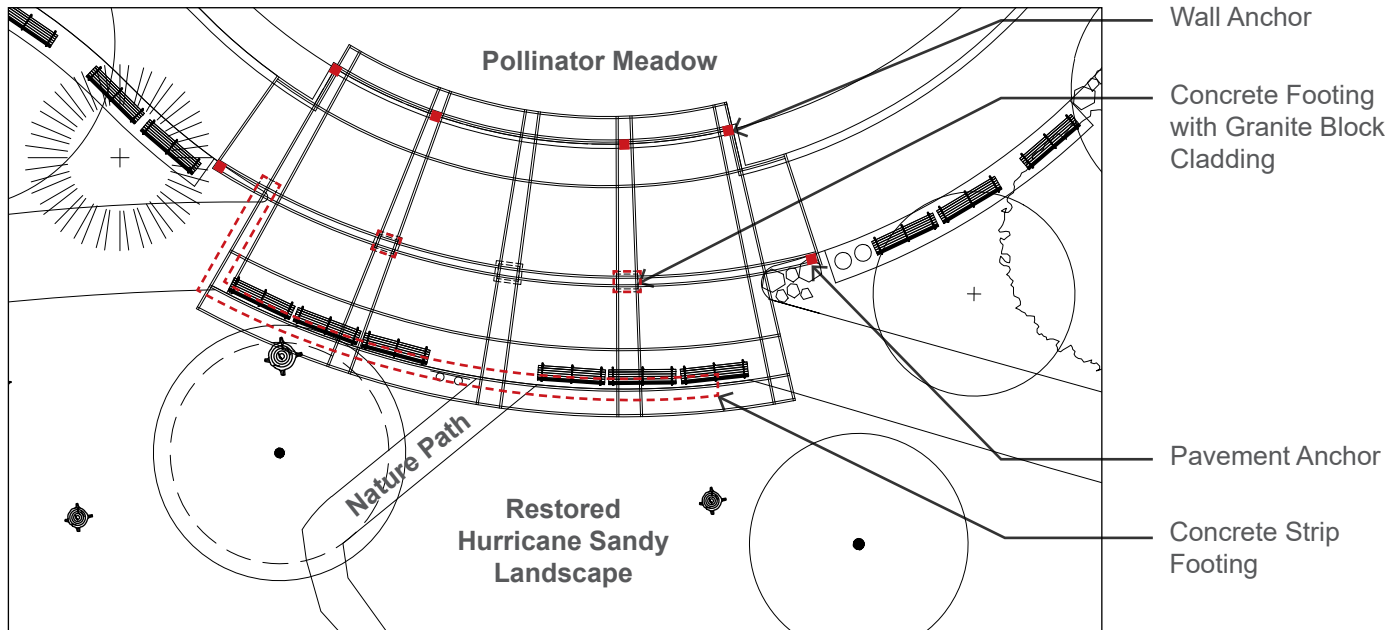 Pollinator Meadow
Wall Anchor
Concrete Footing
with Granite Block
Cladding
Pavement Anchor
Nature Path
Restored
Hurricane Sandy
Landscape
Concrete Strip
Footing